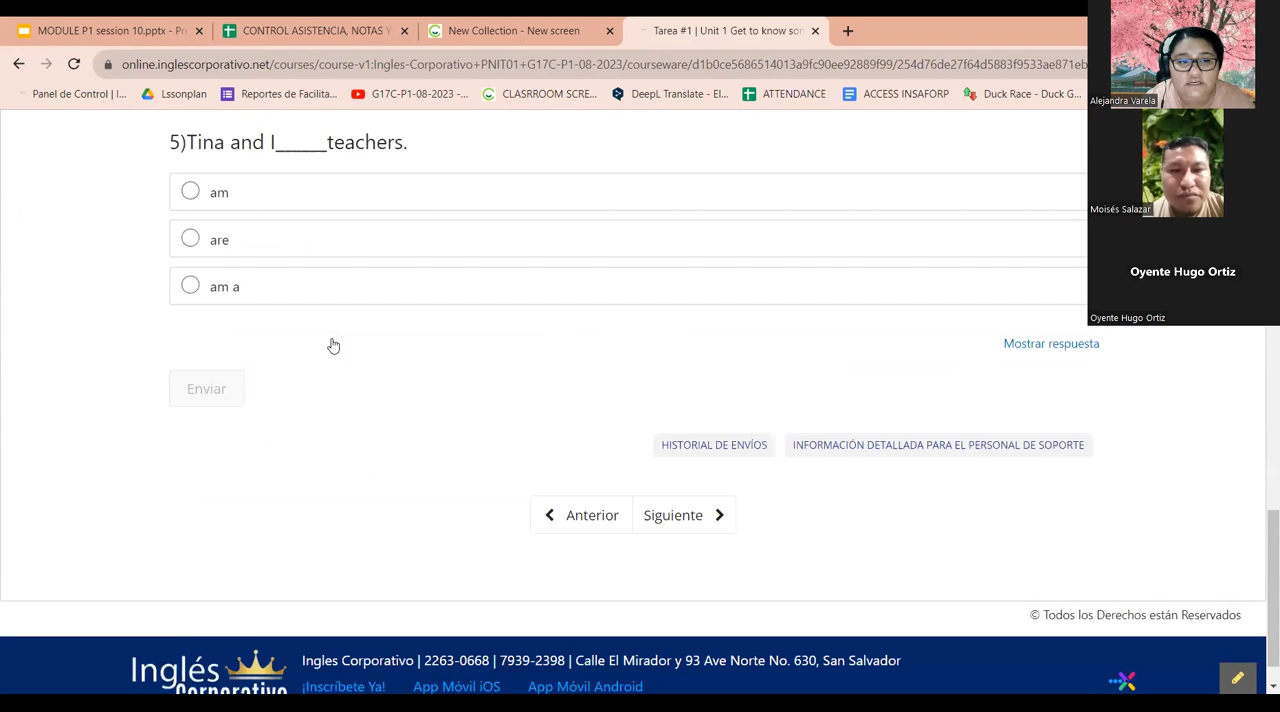 MODULE P1 session 10.pptx - Pr
CONTROL ASISTENCIA, NOTAS Y
New Collection - New screen
Tarea #1 | Unit 1 Get to know son
online.inglescorporativo.net/courses/course-v1:Ingles-Corporativo+PNIT01+G17C-P1-08-2023/courseware/d1b0ce5686514013a9fc90ee92889f99/254d76de27f64d5883f9533ae871eb
Panel de Control | I...
Lssonplan
Reportes de Facilita...
G17C-P1-08-2023 -...
CLASRROOM SCRE...
DeepL Translate - El...
ATTENDANCE
ACCESS INSAFORP
Duck Race - Duck G...
Alejandra Varela
Moisés Salazar
Oyente Hugo Ortiz
Oyente Hugo Ortiz
5)Tina and I______teachers.
am
are
am a
Mostrar respuesta
Enviar
HISTORIAL DE ENVÍOS
INFORMACIÓN DETALLADA PARA EL PERSONAL DE SOPORTE
Anterior
Siguiente
© Todos los Derechos están Reservados
Inglés
Corporativo
Ingles Corporativo | 2263-0668 | 7939-2398 | Calle El Mirador y 93 Ave Norte No. 630, San Salvador
¡Inscríbete Ya!
App Móvil iOS
App Móvil Android